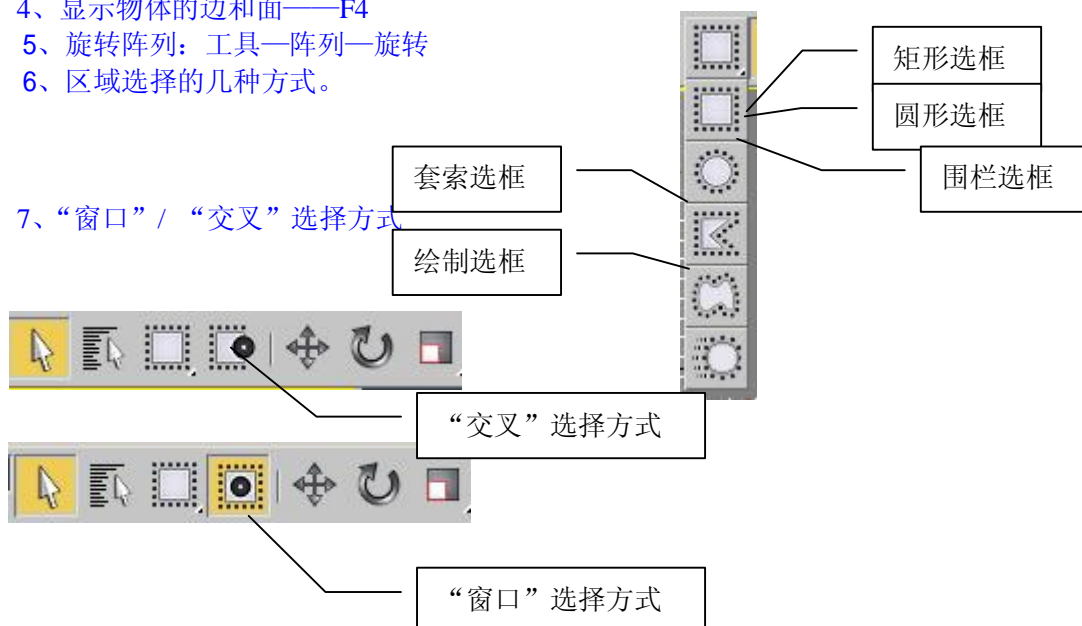 4、显示物体的边和面——F4
5、旋转阵列：工具—阵列—旋转
6、区域选择的几种方式。
矩形选框
圆形选框
围栏选框
套索选框
7、“窗口”/ “交叉”选择方式
绘制选框
“交叉”选择方式
“窗口”选择方式